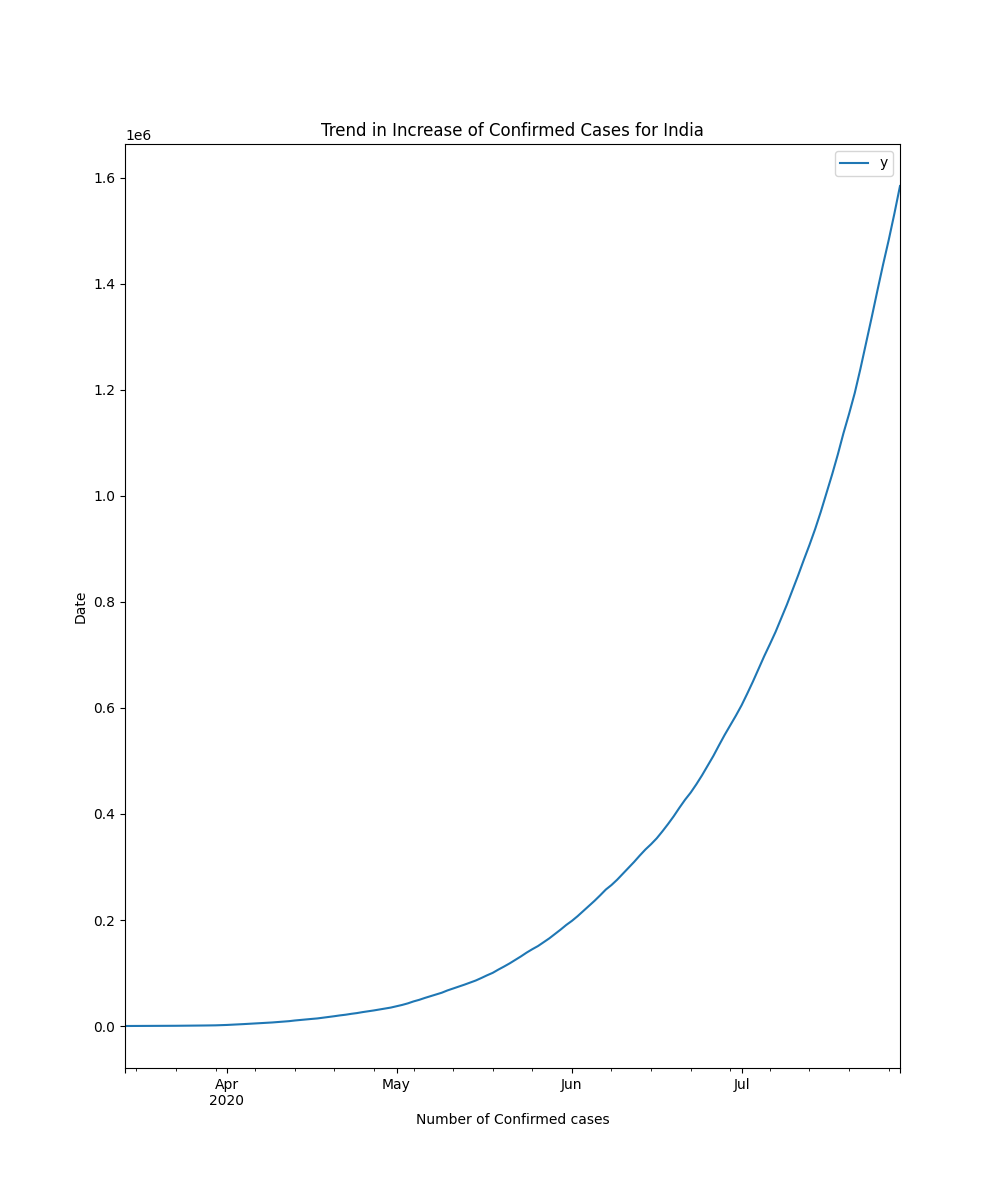 Trend in Increase of Confirmed Cases for India
1e6
y
1.6
1.4
1.2
1.0
0.8
0.6
0.4
0.2
0.0
Date
Apr May Jun Jul
2020
Number of Confirmed cases